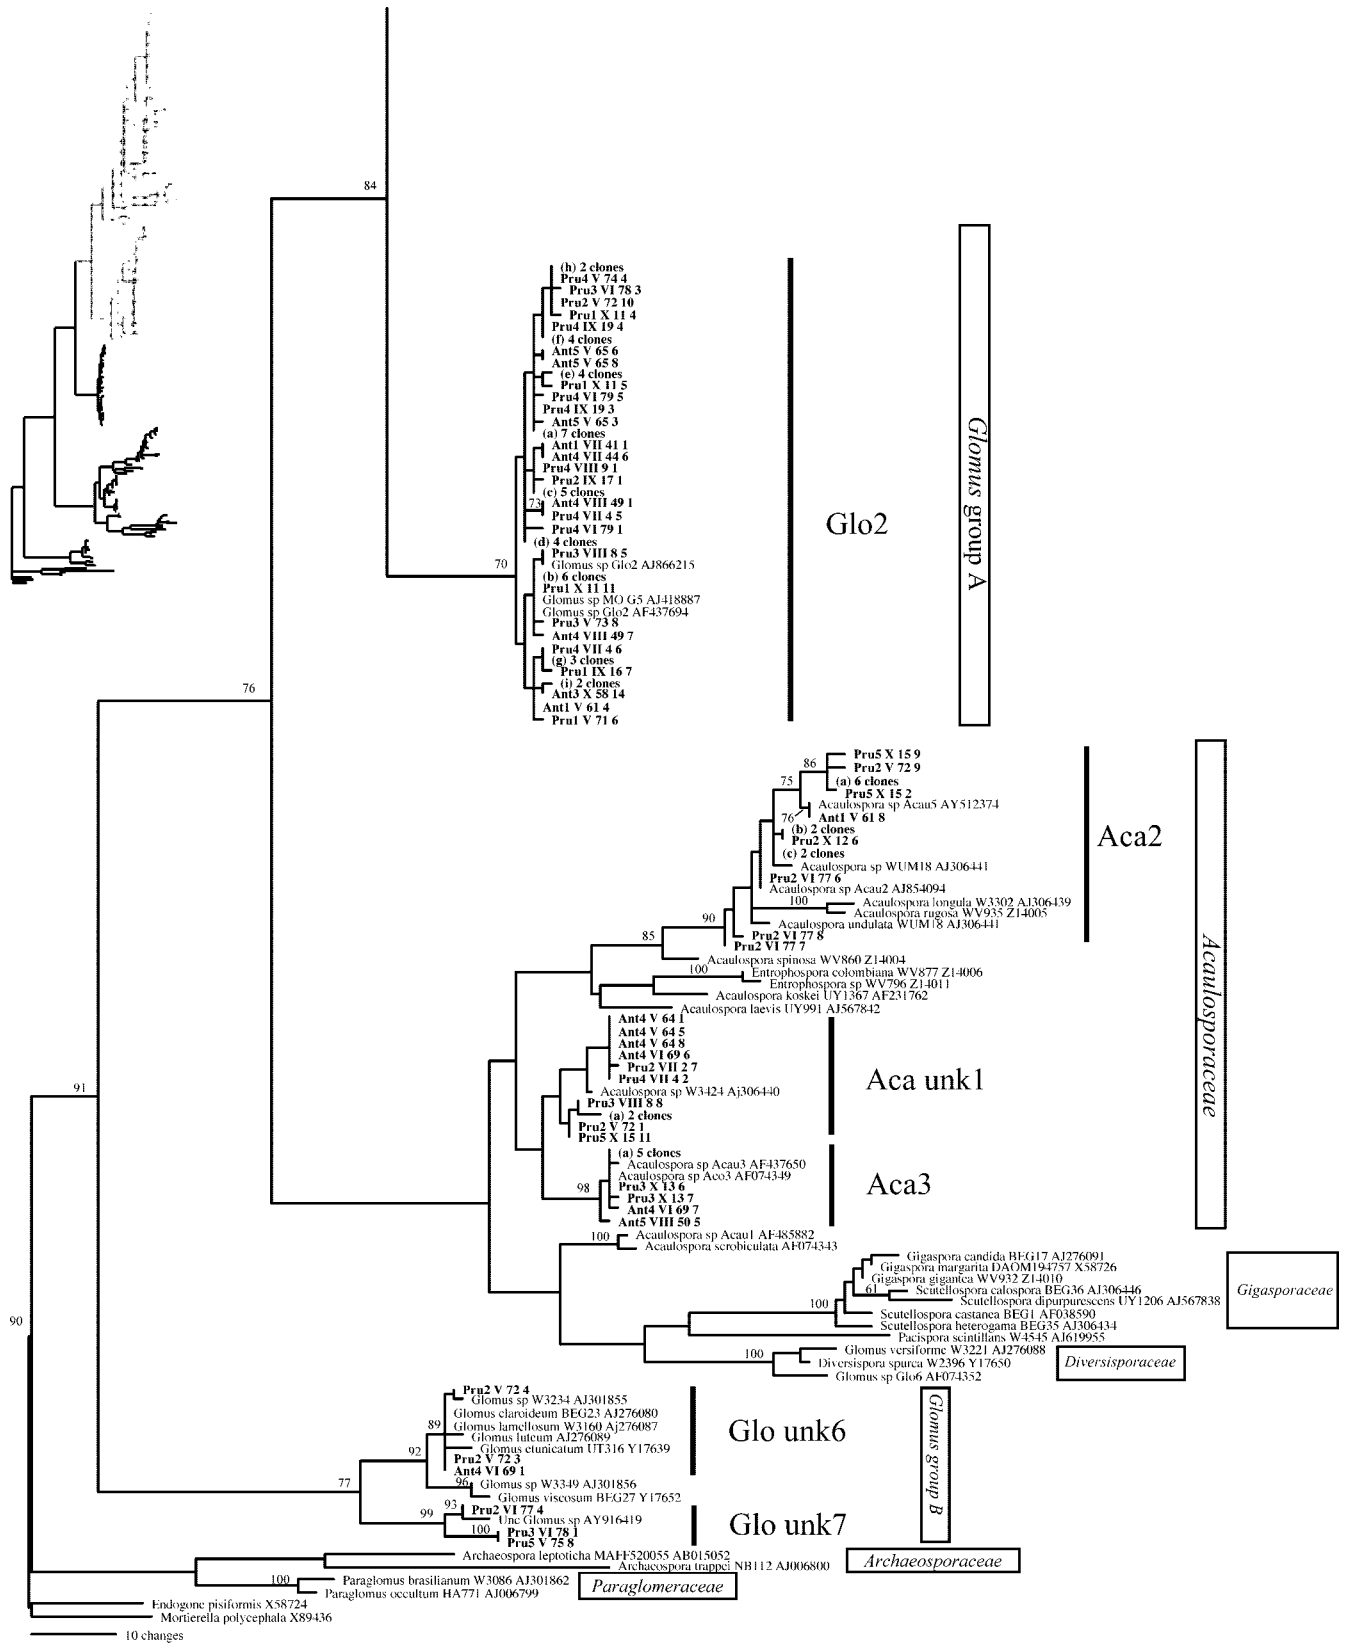 84
(h) 2 clones
Pru4 V 74 4
Pru3 VI 78 3
Pru2 V 72 10
Pru1 X 11 4
Pru4 IX 19 4
(f) 4 clones
Ant5 V 65 6
Ant5 V 65 8
(e) 4 clones
Pru1 X 11 5
Pru4 VI 79 5
Pru4 IX 19 3
Ant5 V 65 3
(a) 7 clones
Ant1 VII 41 1
Ant4 VII 44 6
Pru4 VIII 9 1
Pru2 IX 17 1
(c) 5 clones
73
Ant4 VIII 49 1
Pru4 VII 4 5
Pru4 VI 79 1
(d) 4 clones
Pru3 VIII 8 5
Glomus sp Glo2 AJ866215
70
(b) 6 clones
Pru1 X 11 11
Glomus sp MO G5 AJ418887
Glomus sp Glo2 AF437694
Pru3 V 73 8
Ant4 VIII 49 7
Pru4 VII 4 6
(g) 3 clones
Pru1 IX 16 7
(i) 2 clones
Ant3 X 58 14
Ant1 V 61 4
Pru1 V 71 6
Glo2
Glomus group A
76
Pru5 X 15 9
86
Pru2 V 72 9
75
(a) 6 clones
Pru5 X 15 2
Acaulospora sp Acau5 AY512374
76
Ant1 V 61 8
(b) 2 clones
Pru2 X 12 6
(c) 2 clones
Acaulospora sp WUM18 AJ306441
Pru2 VI 77 6
Acaulospora sp Acau2 AJ854094
100
Acaulospora longula W3302 AJ306439
Acaulospora rugosa WV935 Z14005
90
Acaulospora undulata WUM18 AJ306441
Pru2 VI 77 8
85
Pru2 VI 77 7
Aca2
Acaulospora spinosa WV860 Z14004
100
Entrophospora colombiana WV877 Z14006
Entrophospora sp WV796 Z14011
Acaulospora koskei UY1367 AF231762
Acaulospora laevis UY991 AJ567842
Ant4 V 64 1
Ant4 V 64 5
Ant4 V 64 8
Ant4 VI 69 6
Pru2 VII 2 7
Pru4 VII 4 2
Acaulospora sp W3424 Aj306440
Pru3 VIII 8 8
(a) 2 clones
Pru2 V 72 1
Pru5 X 15 11
Aca unk1
Acaulosporaceae
91
(a) 5 clones
Acaulospora sp Acau3 AF437650
Acaulospora sp Aco3 AF074349
98
Pru3 X 13 6
Pru3 X 13 7
Ant4 VI 69 7
Ant5 VIII 50 5
Aca3
100
Acaulospora sp Acau1 AF485882
Acaulospora scrobiculata AF074343
Gigaspora candida BEG17 AJ276091
Gigaspora margarita DAOM194757 X58726
Gigaspora gigantea WV932 Z14010
61
Scutellospora calospora BEG36 AJ306446
Scutellospora dipurpurescens UY1206 AJ567838
100
Scutellospora castanea BEG1 AF038590
Scutellospora heterogama BEG35 AJ306434
Gigasporaceae
90
Pacispora scintillans W4545 AJ619955
Glomus versiforme W3221 AJ276088
100
Diversispora spurca W2396 Y17650
Glomus sp Glo6 AF074352
Diversisporaceae
Pru2 V 72 4
Glomus sp W3234 AJ301855
Glomus claroideum BEG23 AJ276080
89
Glomus lamellosum W3160 Aj276087
Glomus luteum AJ276089
Glomus etunicatum UT316 Y17639
92
Pru2 V 72 3
Ant4 VI 69 1
Glo unk6
96
Glomus sp W3349 AJ301856
77
Glomus viscosum BEG27 Y17652
93
Pru2 VI 77 4
99
Unc Glomus sp AY916419
100
Pru3 VI 78 1
Pru5 V 75 8
Glo unk7
Glomus group B
Archaeospora leptoticha MAFF520055 AB015052
Archaeospora trappei NB112 AJ006800
Archaeosporaceae
100
Paraglomus brasilianum W3086 AJ301862
Paraglomus occultum HA771 AJ006799
Paraglomeraceae
Endogone pisiformis X58724
Mortierella polycephala X89436
10 changes